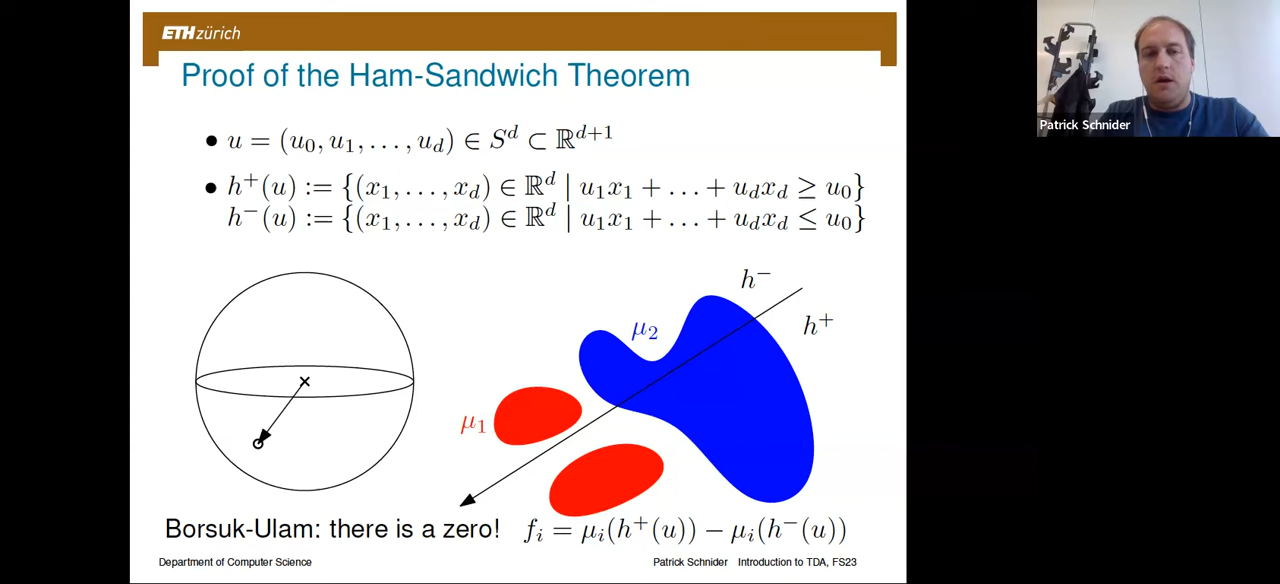 ETH zürich
Proof of the Ham-Sandwich Theorem
• u = (u₀, u₁, . . . , u_d) ∈ S^d ⊂ ℝ^{d+1}
• h⁺(u) := {(x₁, . . . , x_d) ∈ ℝ^d | u₁x₁ + . . . + u_dx_d ≥ u₀}
h⁻(u) := {(x₁, . . . , x_d) ∈ ℝ^d | u₁x₁ + . . . + u_dx_d ≤ u₀}
h⁻
h⁺
μ₂
μ₁
Borsuk-Ulam: there is a zero! f_i = μ_i(h⁺(u)) − μ_i(h⁻(u))
Department of Computer Science
Patrick Schnider Introduction to TDA, FS23
Patrick Schnider